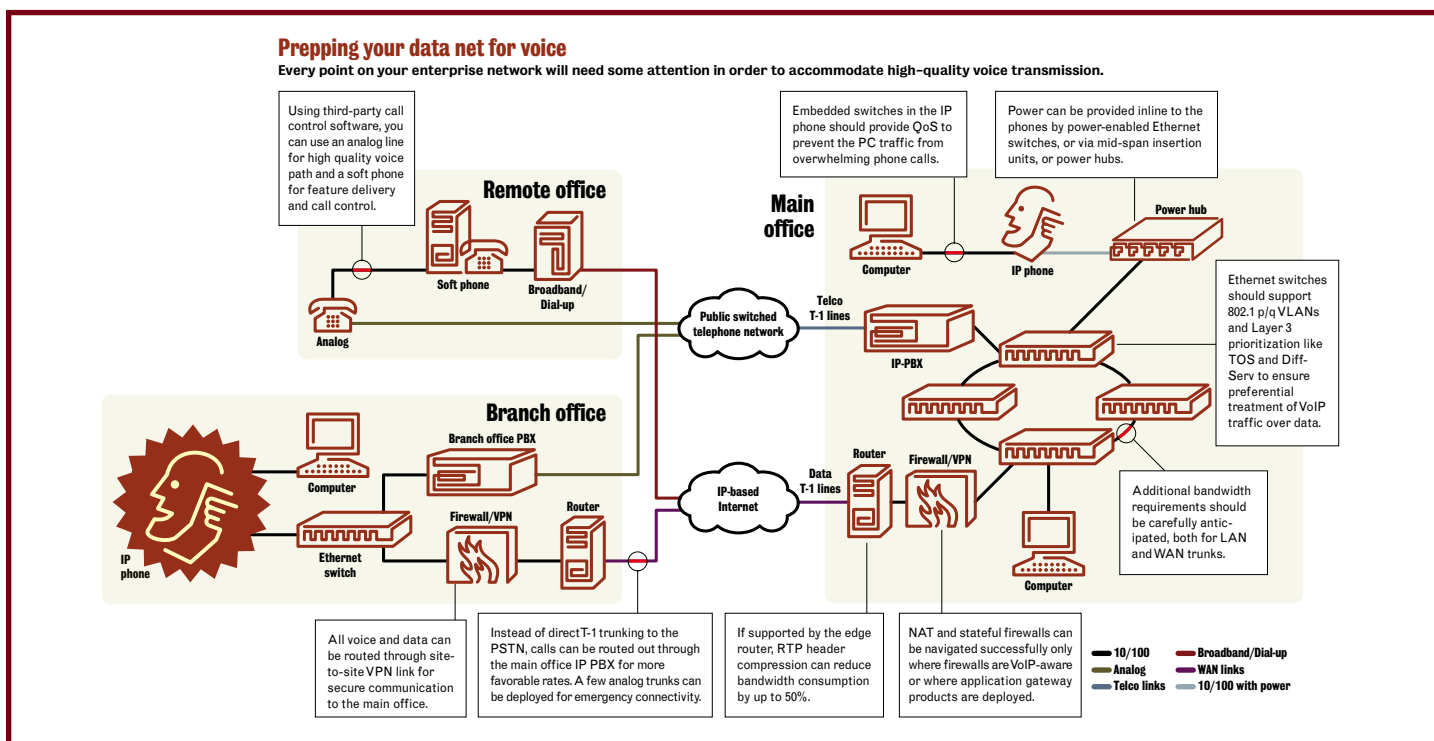 Prepping your data net for voice
Every point on your enterprise network will need some attention in order to accommodate high-quality voice transmission.
Using third-party call
control software, you
can use an analog line
for high quality voice
path and a soft phone
for feature delivery
and call control.
Embedded switches in the IP
phone should provide QoS to
prevent the PC traffic from
overwhelming phone calls.
Power can be provided inline to the
phones by power-enabled Ethernet
switches, or via mid-span insertion
units, or power hubs.
Remote office
Soft phone
Broadband/
Dial-up
Analog
Main
office
Computer
IP phone
Power hub
Ethernet switches
should support
802.1 p/q VLANs
and Layer 3
prioritization like
TOS and Diff-
Serv to ensure
preferential
treatment of VoIP
traffic over data.
Public switched
telephone network
Telco
T-1 lines
IP-PBX
Branch office
Branch office PBX
Computer
IP
phone
Ethernet
switch
Firewall/VPN
Router
IP-based
Internet
Data
T-1 lines
Router
Firewall/VPN
Computer
Additional bandwidth
requirements should
be carefully antic-
ipated, both for LAN
and WAN trunks.
All voice and data can
be routed through site-
to-site VPN link for
secure communication
to the main office.
Instead of direct T-1 trunking to the
PSTN, calls can be routed out through
the main office IP PBX for more
favorable rates. A few analog trunks can
be deployed for emergency connectivity.
If supported by the edge
router, RTP header
compression can reduce
bandwidth consumption
by up to 50%.
NAT and stateful firewalls can
be navigated successfully only
where firewalls are VoIP-aware
or where application gateway
products are deployed.
10/100
Analog
Telco links
Broadband/Dial-up
WAN links
10/100 with power